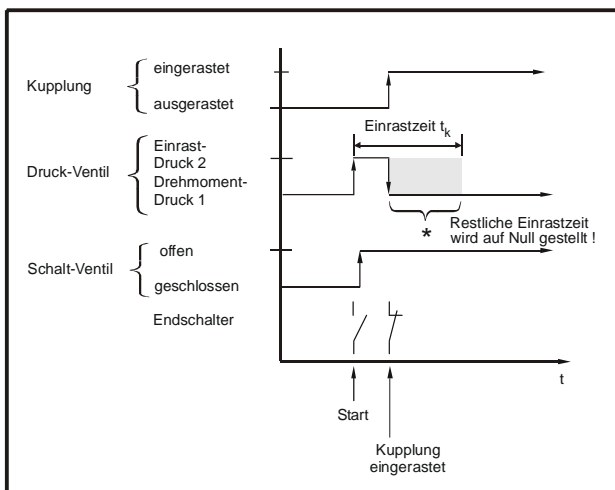 Kupplung
eingerastet
ausgerastet
Einrastzeit tk
Druck-Ventil
Einrast-
Druck 2
Drehmoment-
Druck 1
*
Restliche Einrastzeit
wird auf Null gestellt !
Schalt-Ventil
offen
geschlossen
Endschalter
t
Start
Kupplung
eingerastet